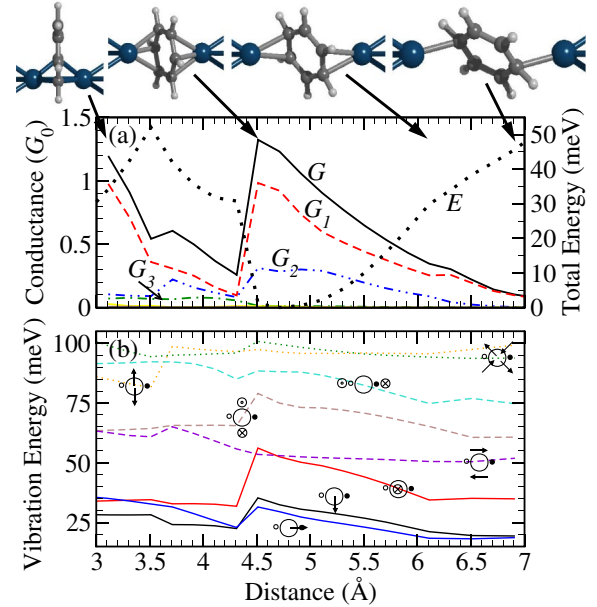 (a)
Conductance (G₀)
1.5
1
0.5
0
G
G₁
G₂
G₃
E
50
40
30
20
10
0
Total Energy (meV)
(b)
Vibration Energy (meV)
100
75
50
25
3 3.5 4 4.5 5 5.5 6 6.5 7
Distance (Å)